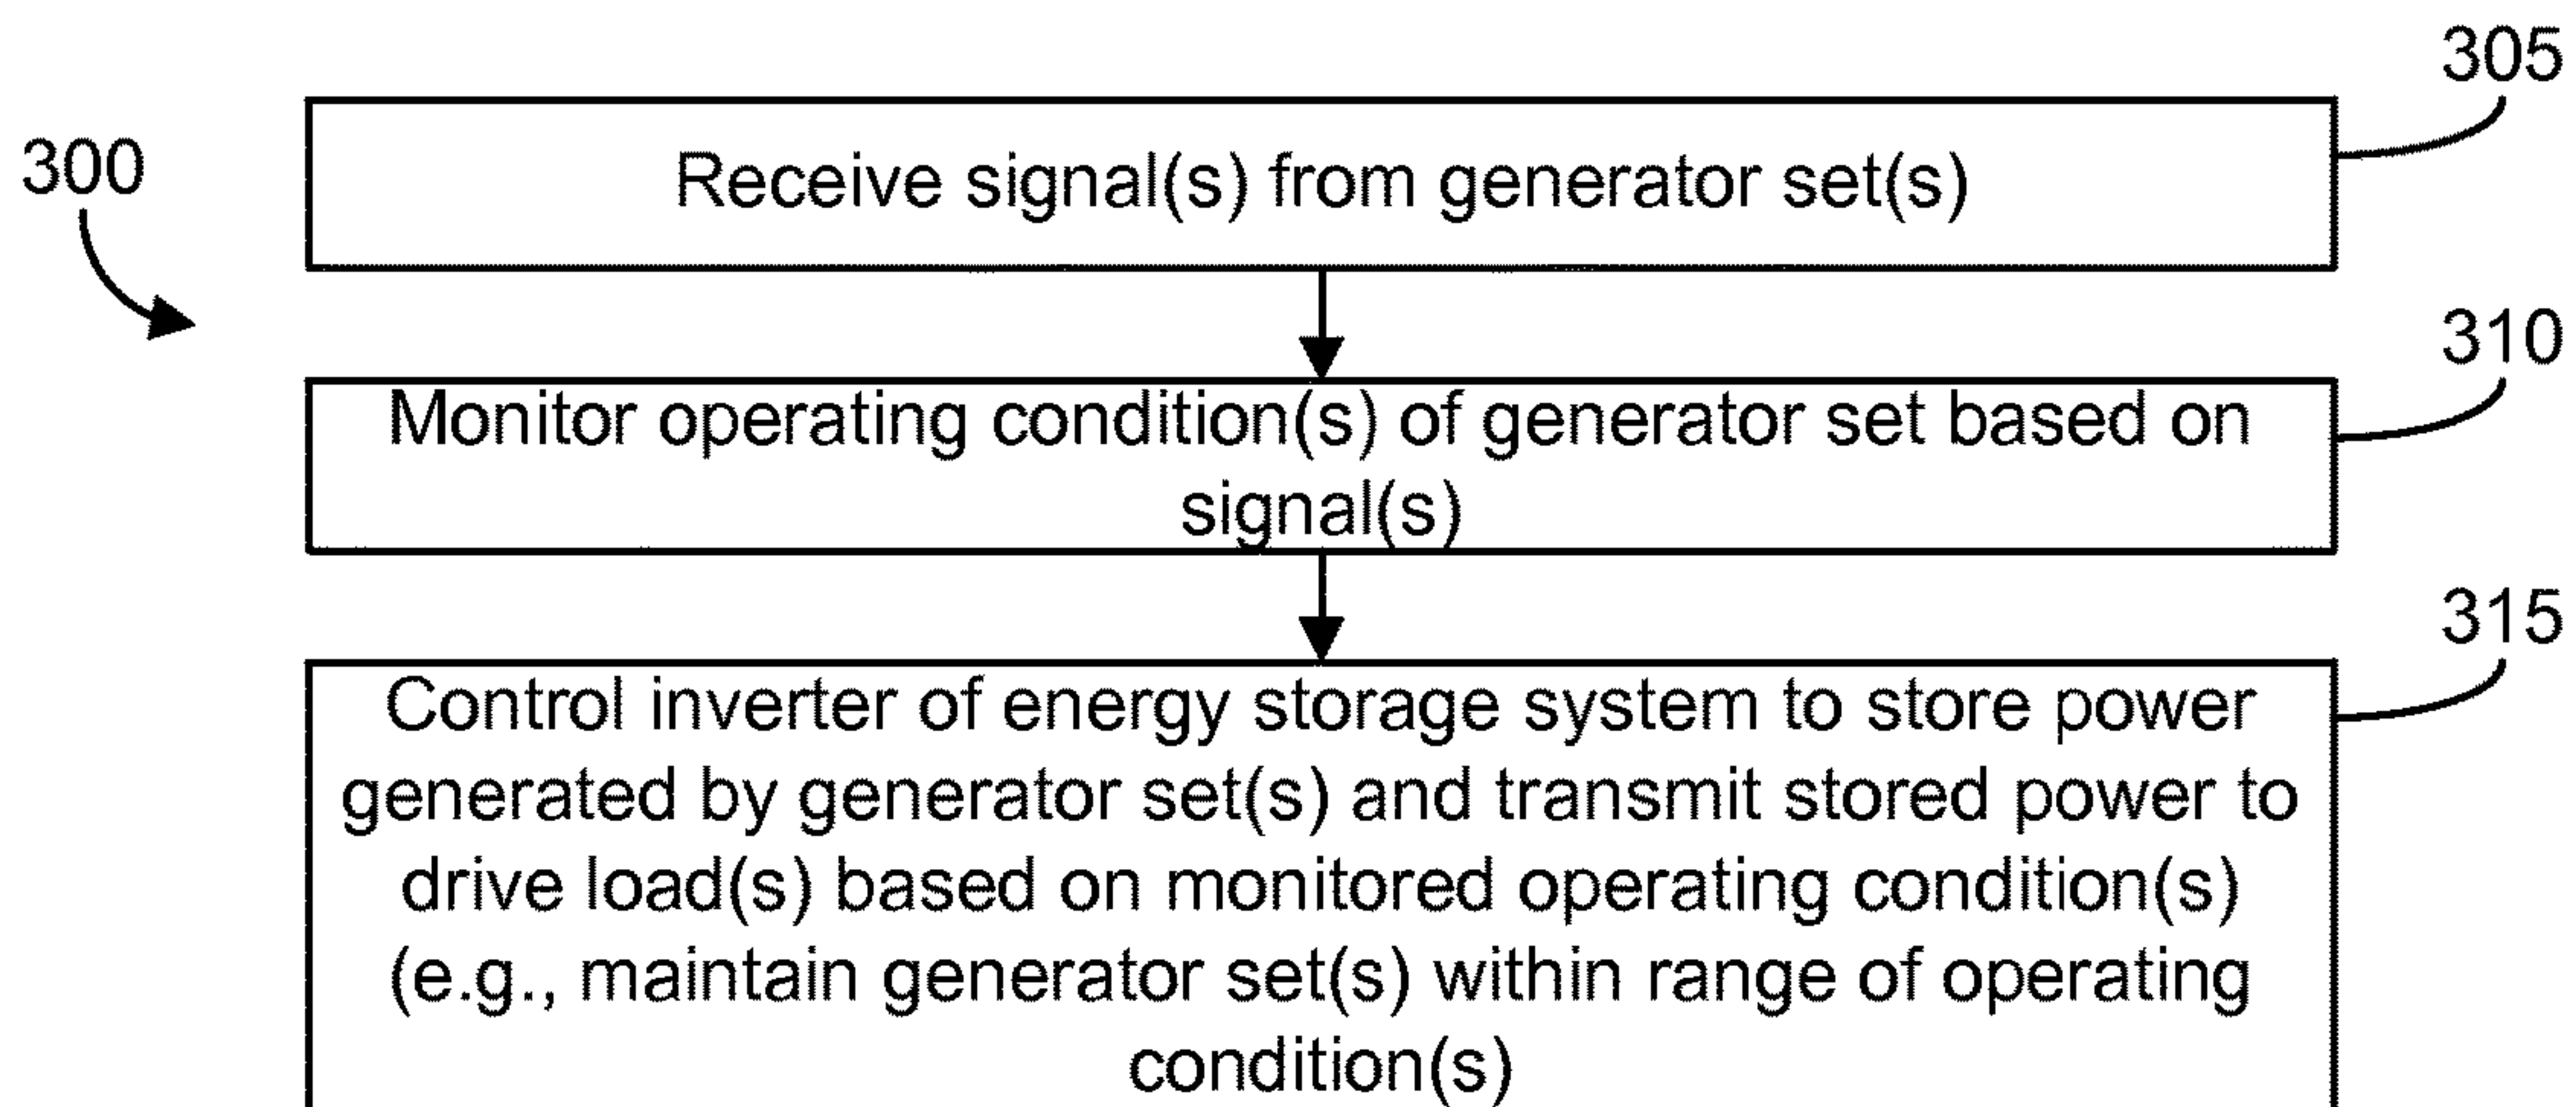 305
300
Receive signal(s) from generator set(s)
310
Monitor operating condition(s) of generator set based on
signal(s)
315
Control inverter of energy storage system to store power
generated by generator set(s) and transmit stored power to
drive load(s) based on monitored operating condition(s)
(e.g., maintain generator set(s) within range of operating
condition(s)